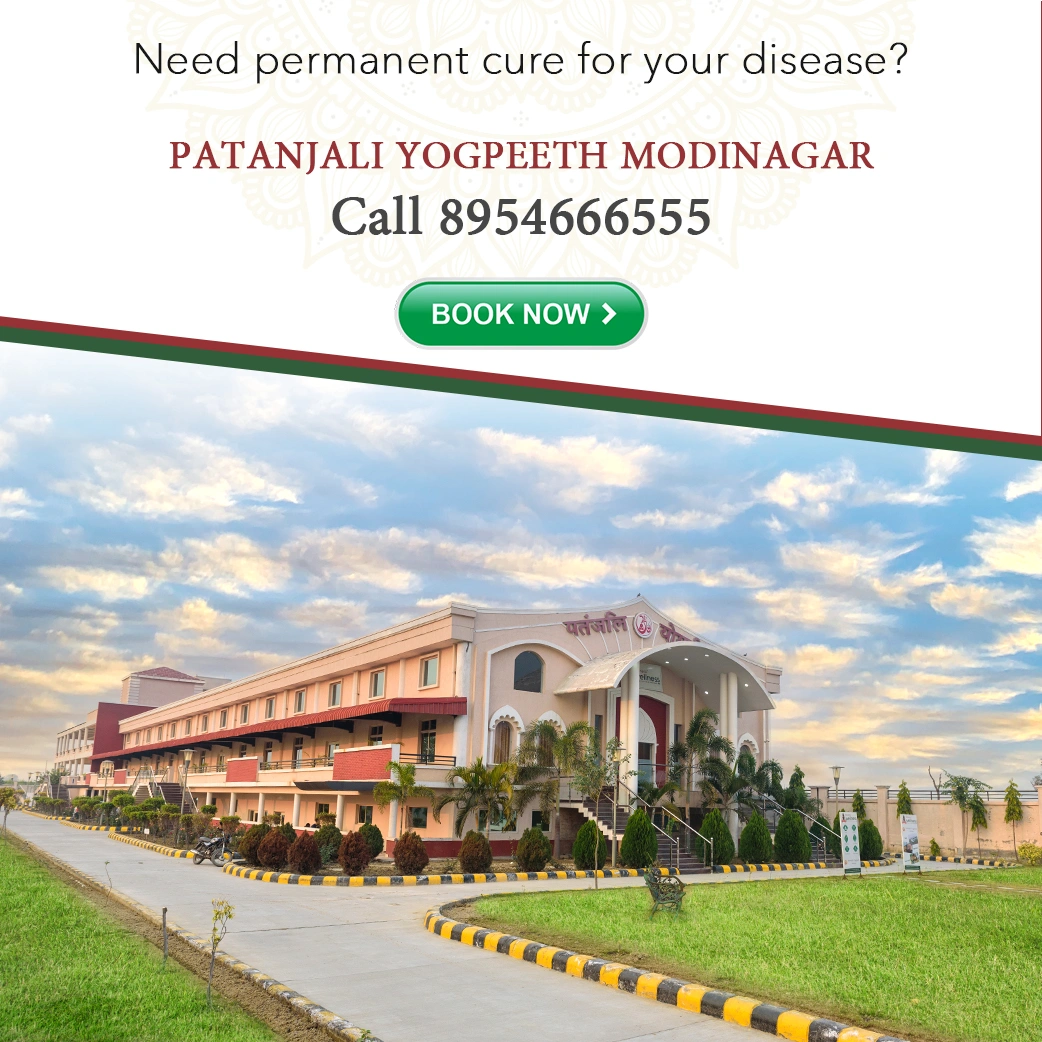 Need permanent cure for your disease?
PATANJALI YOGPEETH MODINAGAR
Call 8954666555
BOOK NOW >
पतंजलि